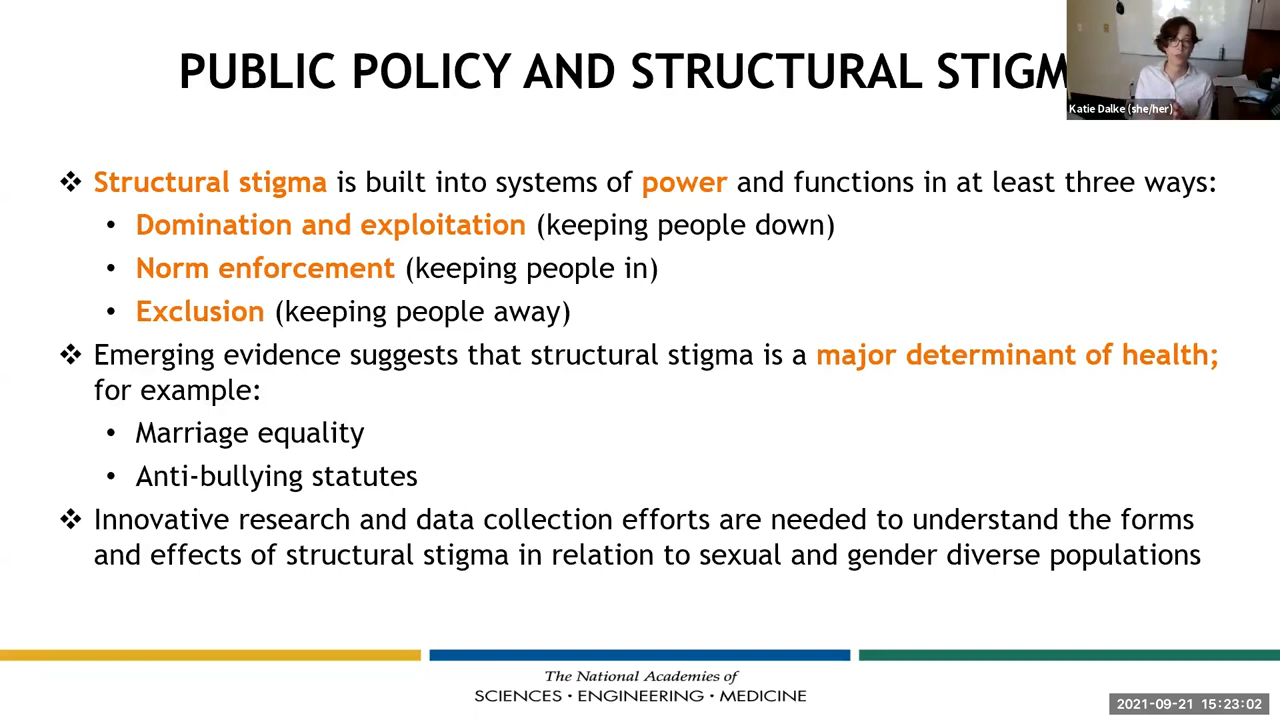 PUBLIC POLICY AND STRUCTURAL STIGM
Katie Dalke (she/her)
❖ Structural stigma is built into systems of power and functions in at least three ways:
• Domination and exploitation (keeping people down)
• Norm enforcement (keeping people in)
• Exclusion (keeping people away)
❖ Emerging evidence suggests that structural stigma is a major determinant of health;
for example:
• Marriage equality
• Anti-bullying statutes
❖ Innovative research and data collection efforts are needed to understand the forms
and effects of structural stigma in relation to sexual and gender diverse populations
The National Academies of
SCIENCES • ENGINEERING • MEDICINE
2021-09-21 15:23:02